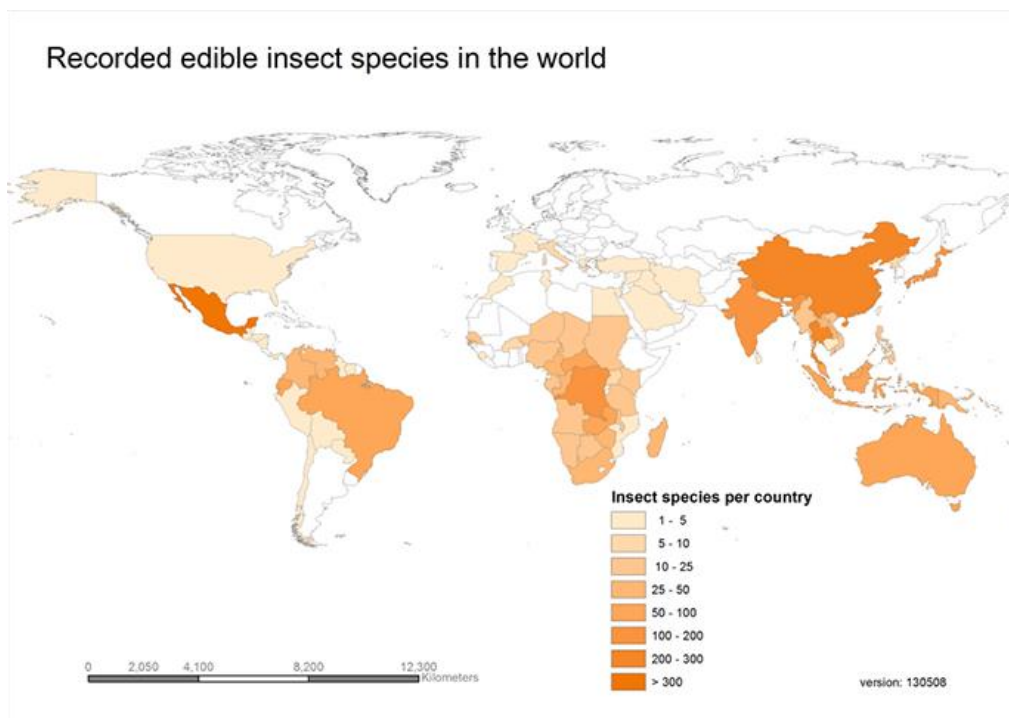 Recorded edible insect species in the world
Insect species per country
1 - 5
5 - 10
10 - 25
25 - 50
50 - 100
100 - 200
200 - 300
> 300
0 2,050 4,100 8,200 12,300
Kilometers
version: 130508